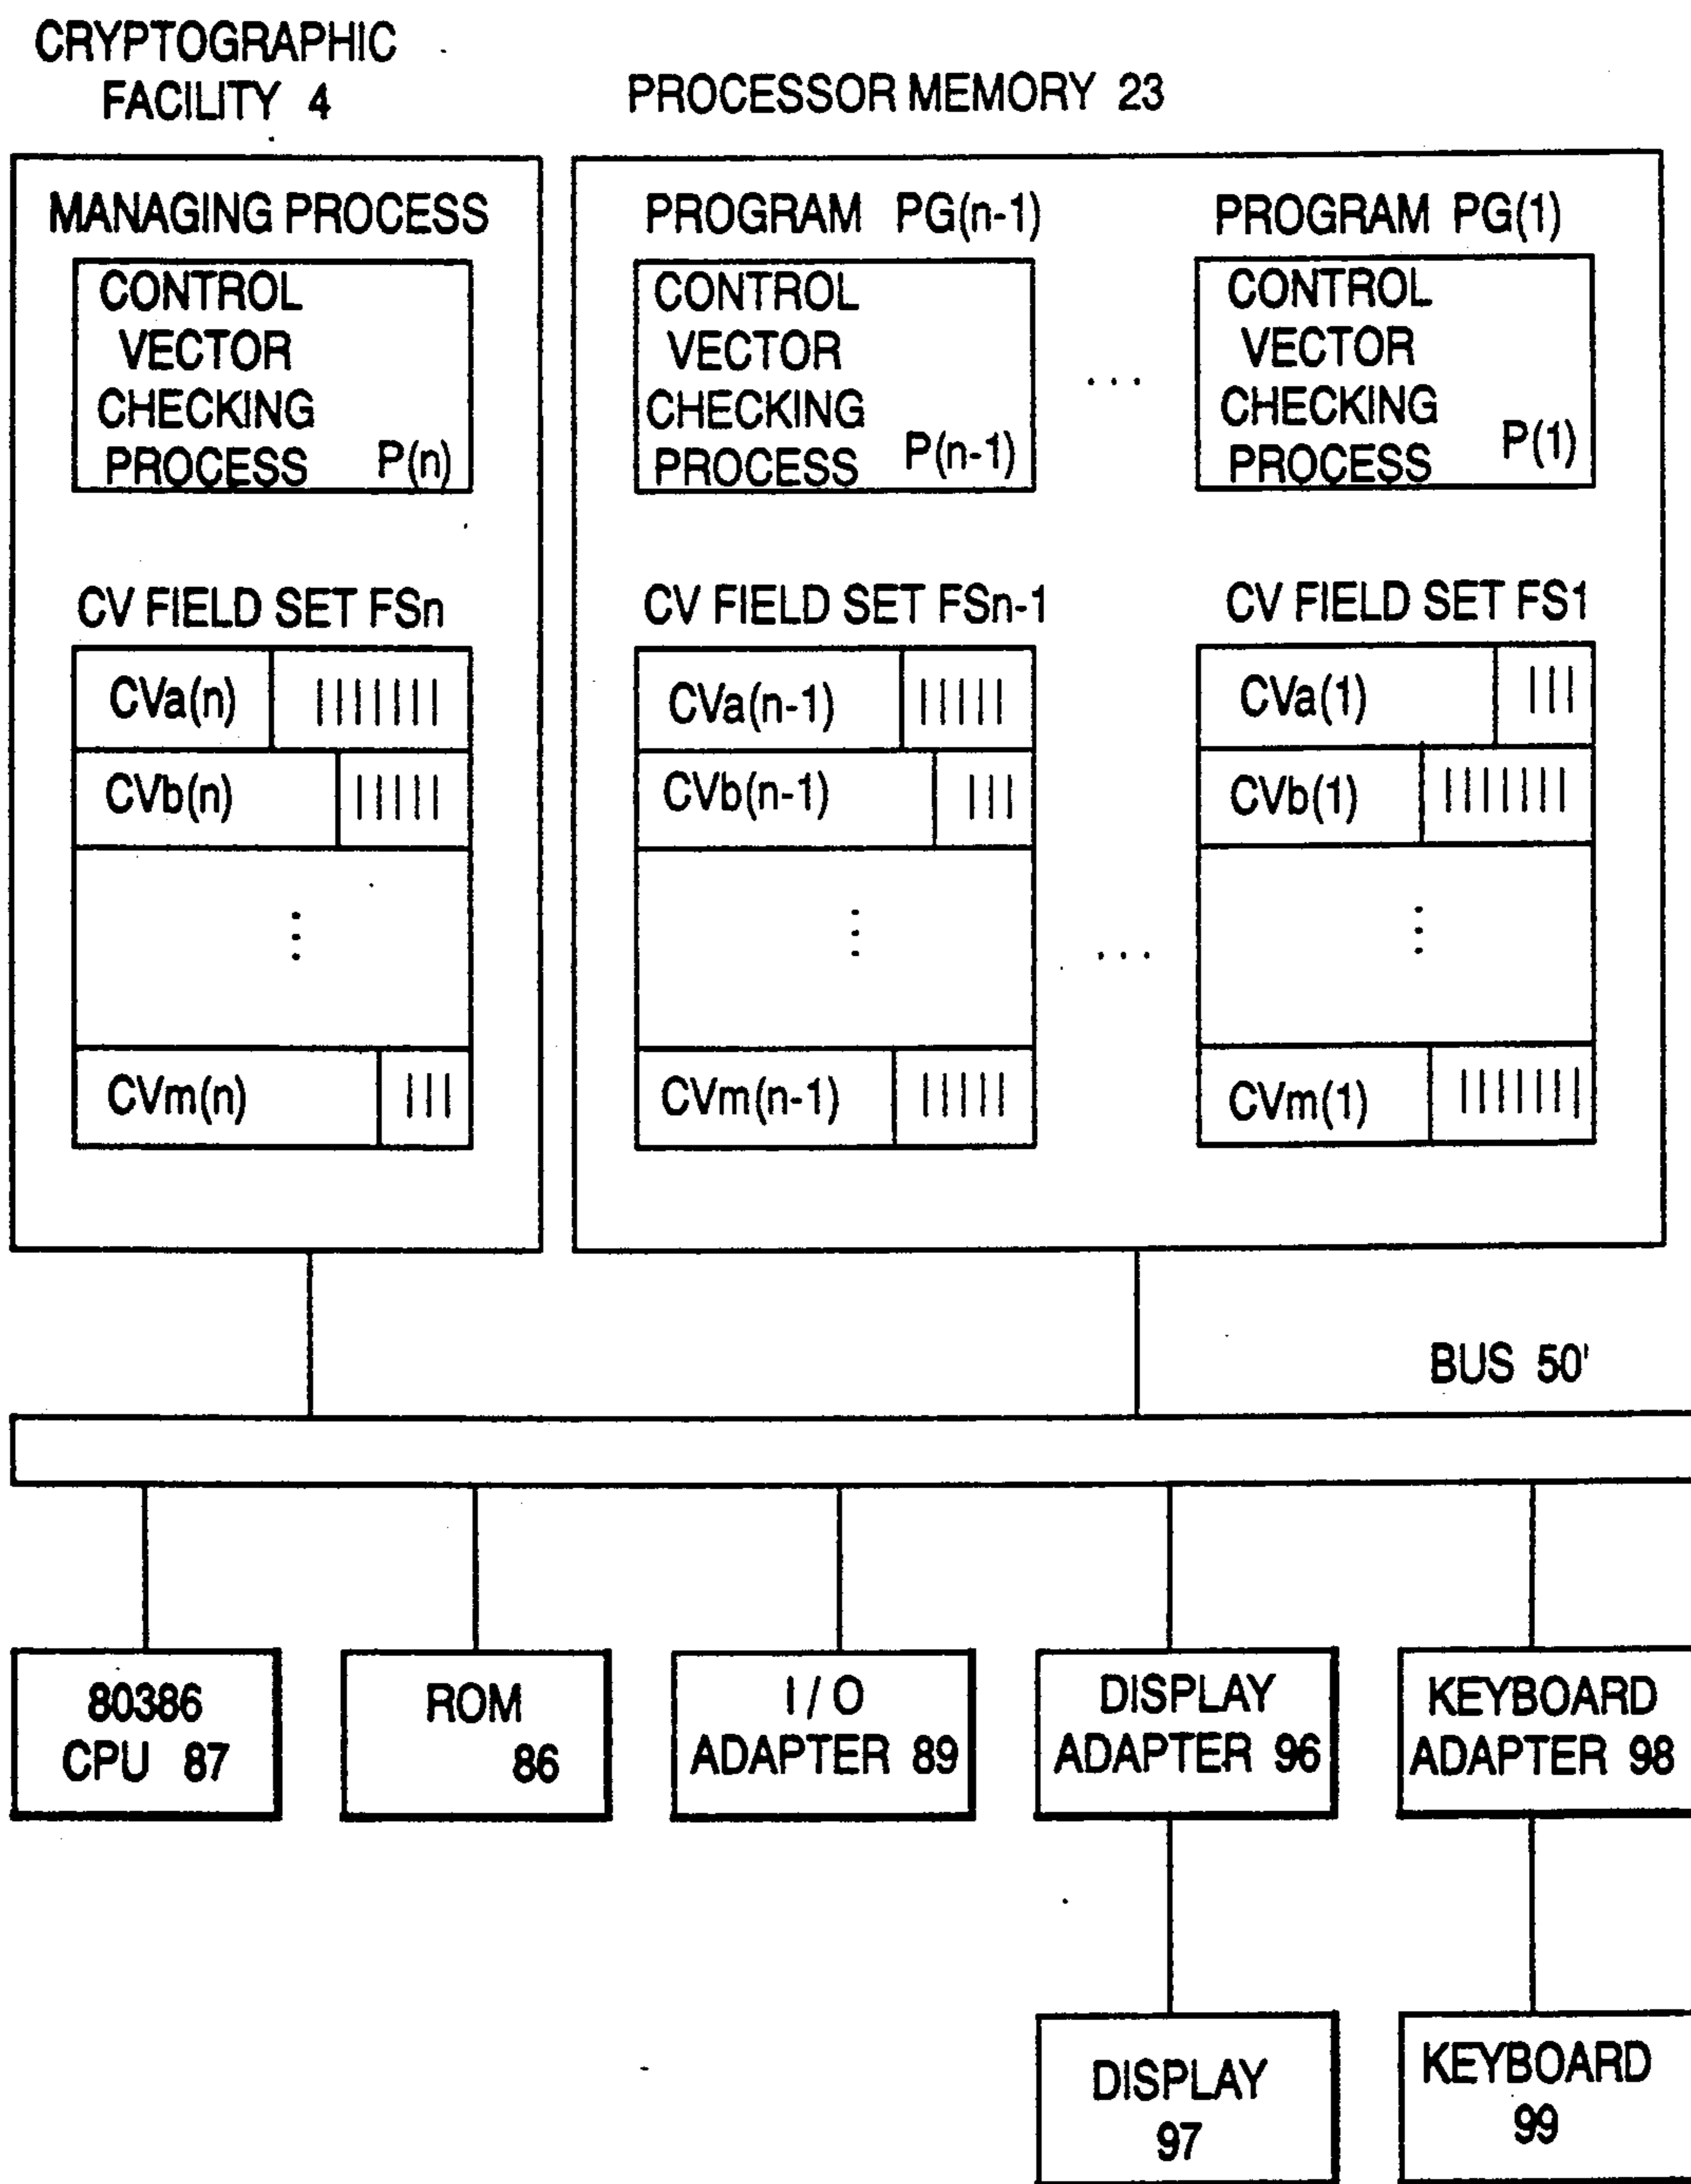 CRYPTOGRAPHIC
FACILITY 4
PROCESSOR MEMORY 23
MANAGING PROCESS
CONTROL
VECTOR
CHECKING
PROCESS P(n)
PROGRAM PG(n-1)
CONTROL
VECTOR
CHECKING
PROCESS P(n-1)
...
PROGRAM PG(1)
CONTROL
VECTOR
CHECKING
PROCESS P(1)
CV FIELD SET FSn
CVa(n)
CVb(n)
⋮
CVm(n)
CV FIELD SET FSn-1
CVa(n-1)
CVb(n-1)
⋮
CVm(n-1)
...
CV FIELD SET FS1
CVa(1)
CVb(1)
⋮
CVm(1)
BUS 50'
80386
CPU 87
ROM
86
I / O
ADAPTER 89
DISPLAY
ADAPTER 96
KEYBOARD
ADAPTER 98
DISPLAY
97
KEYBOARD
99